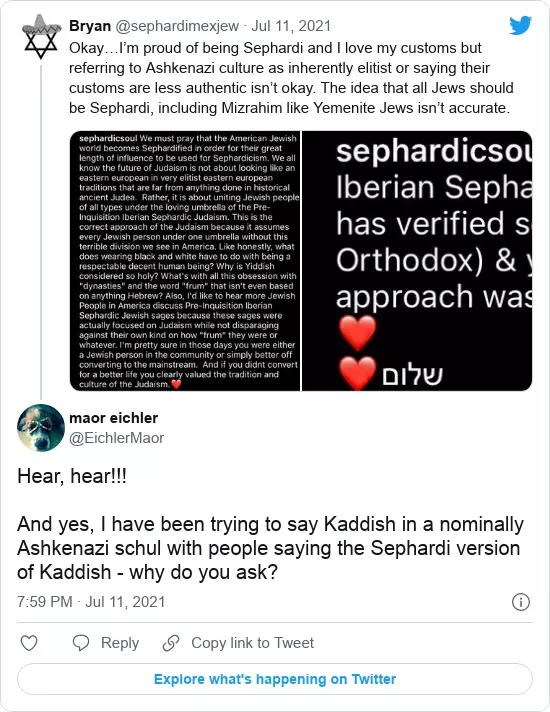 Bryan @sephardimexjew · Jul 11, 2021
Okay…I’m proud of being Sephardi and I love my customs but
referring to Ashkenazi culture as inherently elitist or saying their
customs are less authentic isn’t okay. The idea that all Jews should
be Sephardi, including Mizrahim like Yemenite Jews isn’t accurate.
sephardicsoul We must pray that the American Jewish
world becomes Sephardified in order for their great
length of influence to be used for Sephardicism. We all
know the future of Judaism is not about looking like an
eastern european in very elitist eastern european
traditions that are far from anything done in historical
ancient Judea. Rather, it is about uniting Jewish people
of all types under the loving umbrella of the Pre-
Inquisition Iberian Sephardic Judaism. This is the
correct approach of the Judaism because it assumes
every Jewish person under one umbrella without this
terrible division we see in America. Like honestly, what
does wearing black and white have to do with being a
respectable decent human being? Why is Yiddish
considered so holy? What's with all this obsession with
"dynasties" and the word "frum" that isn't even based
on anything Hebrew? Also, I'd like to hear more Jewish
People in America discuss Pre-Inquisition Iberian
Sephardic Jewish sages because these sages were
actually focused on Judaism while not disparaging
against their own kind on how "frum" they were or
whatever. I'm pretty sure in those days you were either
a Jewish person in the community or simply better off
converting to the mainstream. And if you didnt convert
for a better life you clearly valued the tradition and
culture of the Judaism.❤️
sephardicsou
Iberian Sepha
has verified s
Orthodox) &
approach was
❤️
❤️שלום
maor eichler
@EichlerMaor
Hear, hear!!!
And yes, I have been trying to say Kaddish in a nominally
Ashkenazi schul with people saying the Sephardi version
of Kaddish - why do you ask?
7:59 PM · Jul 11, 2021
Reply
Copy link to Tweet
Explore what's happening on Twitter